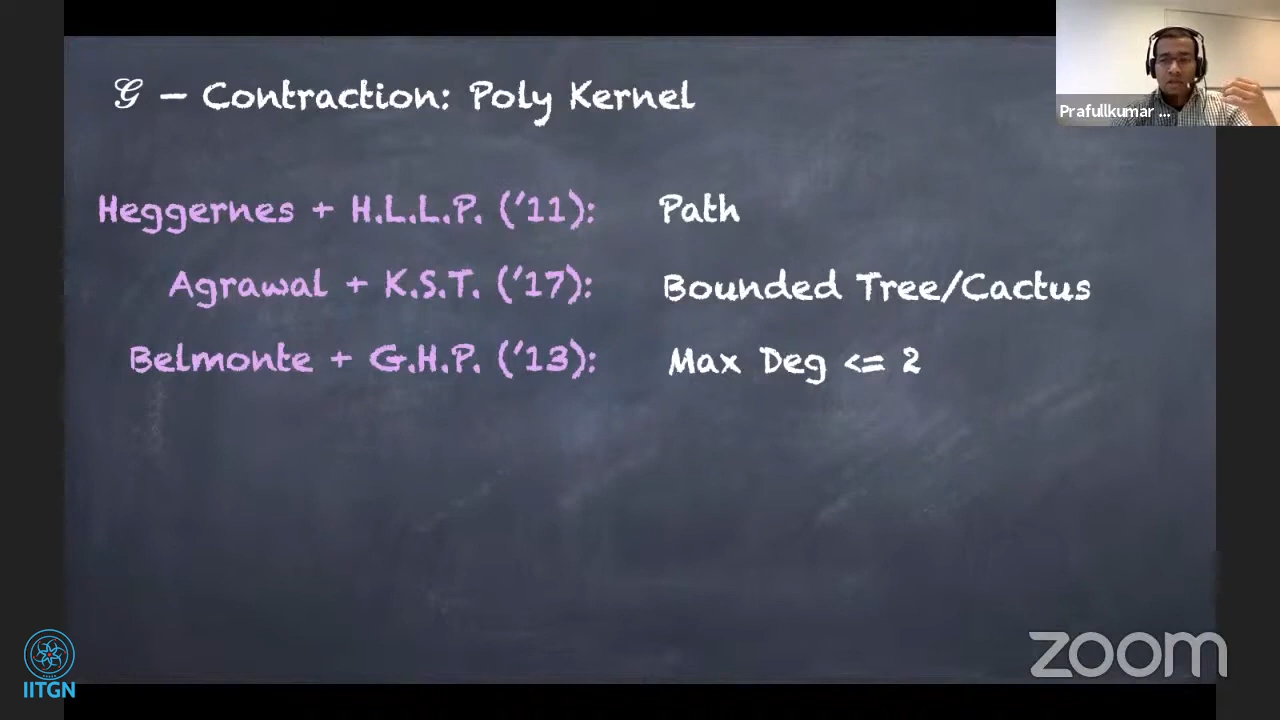 𝒢 – Contraction: Poly Kernel
Prafullkumar ...
Heggernes + H.L.L.P. ('11): Path
Agrawal + K.S.T. ('17): Bounded Tree/Cactus
Belmonte + G.H.P. ('13): Max Deg <= 2
IITGN
zoom